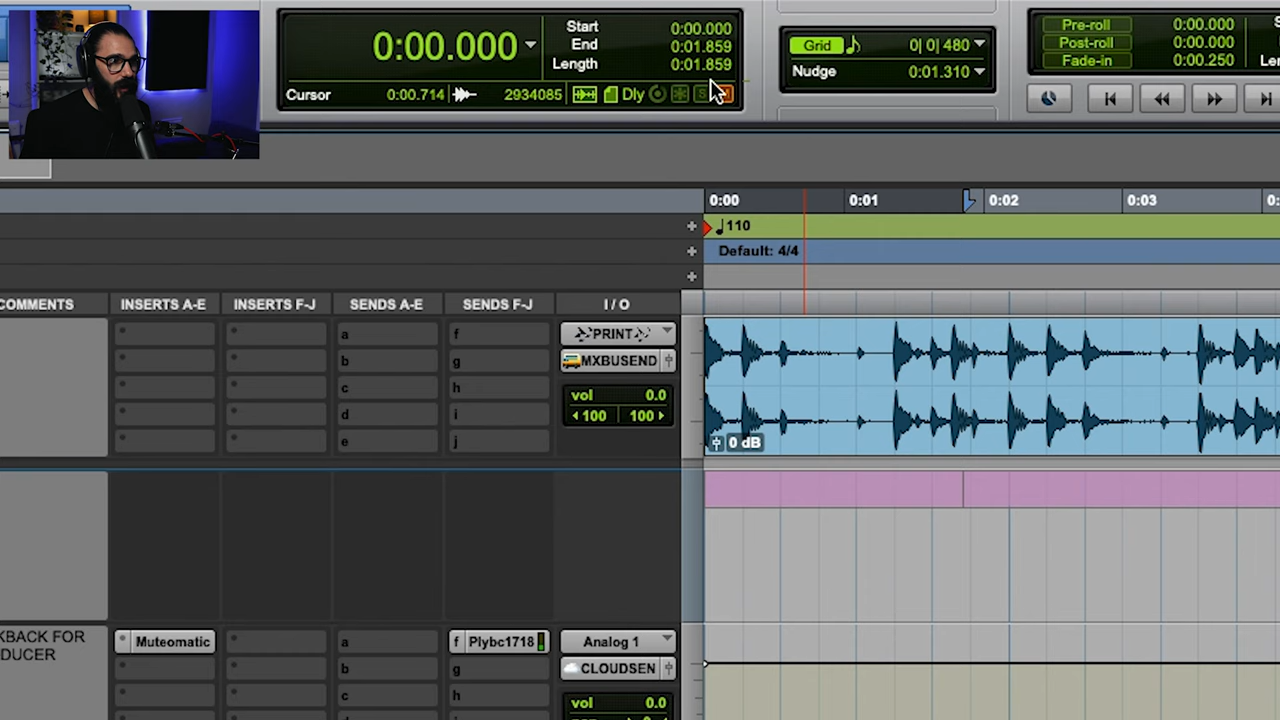 0:00.000
Start 0:00.000
End 0:01.859
Length 0:01.859
Cursor 0:00.714 2934085 Dly
Grid 0| 0| 480
Nudge 0:01.310
Pre-roll 0:00.000
Post-roll 0:00.000
Fade-in 0:00.250
0:00 0:01 0:02 0:03
110
Default: 4/4
COMMENTS INSERTS A-E INSERTS F-J SENDS A-E SENDS F-J I / O
a f PRINT
b g MXBUSEND
c h vol 0.0
d i 100 100
e j
0 dB
KBACK FOR
DUCER
Muteomatic a f Plybc1718 Analog 1
b g CLOUDSEN
c h vol 0.0